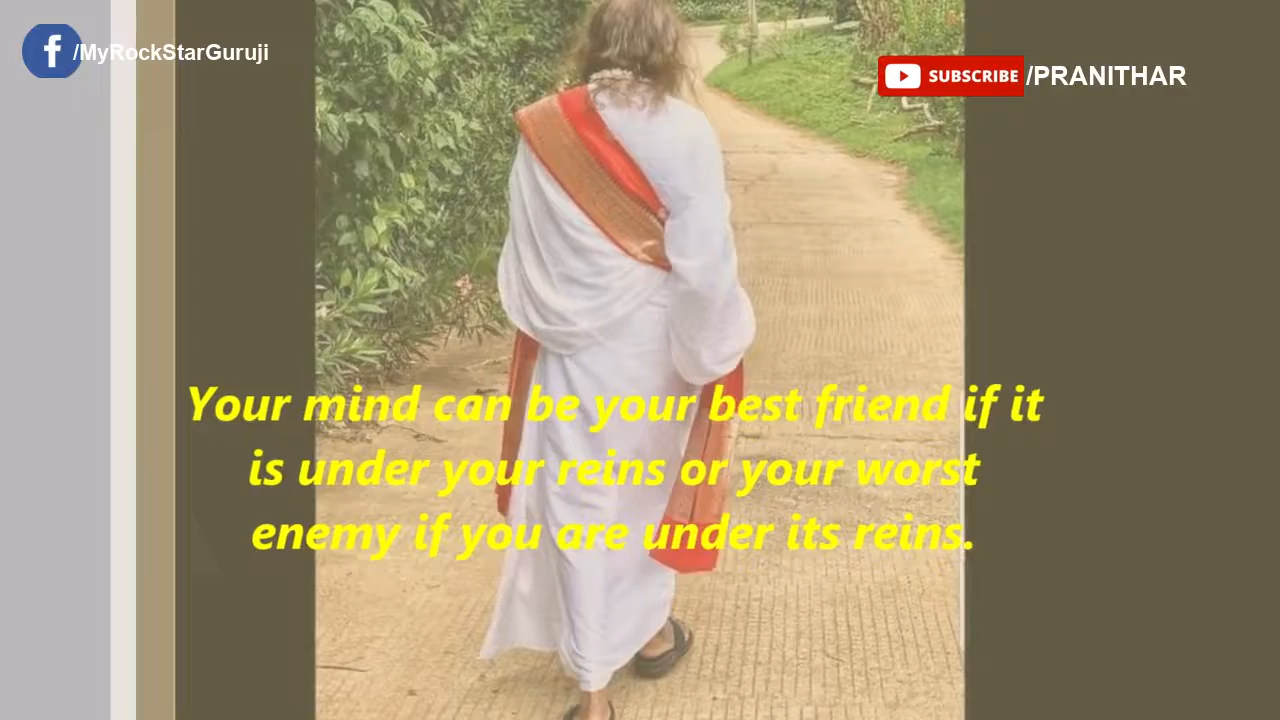 /MyRockStarGuruji
SUBSCRIBE /PRANITHAR
Your mind can be your best friend if it
is under your reins or your worst
enemy if you are under its reins.